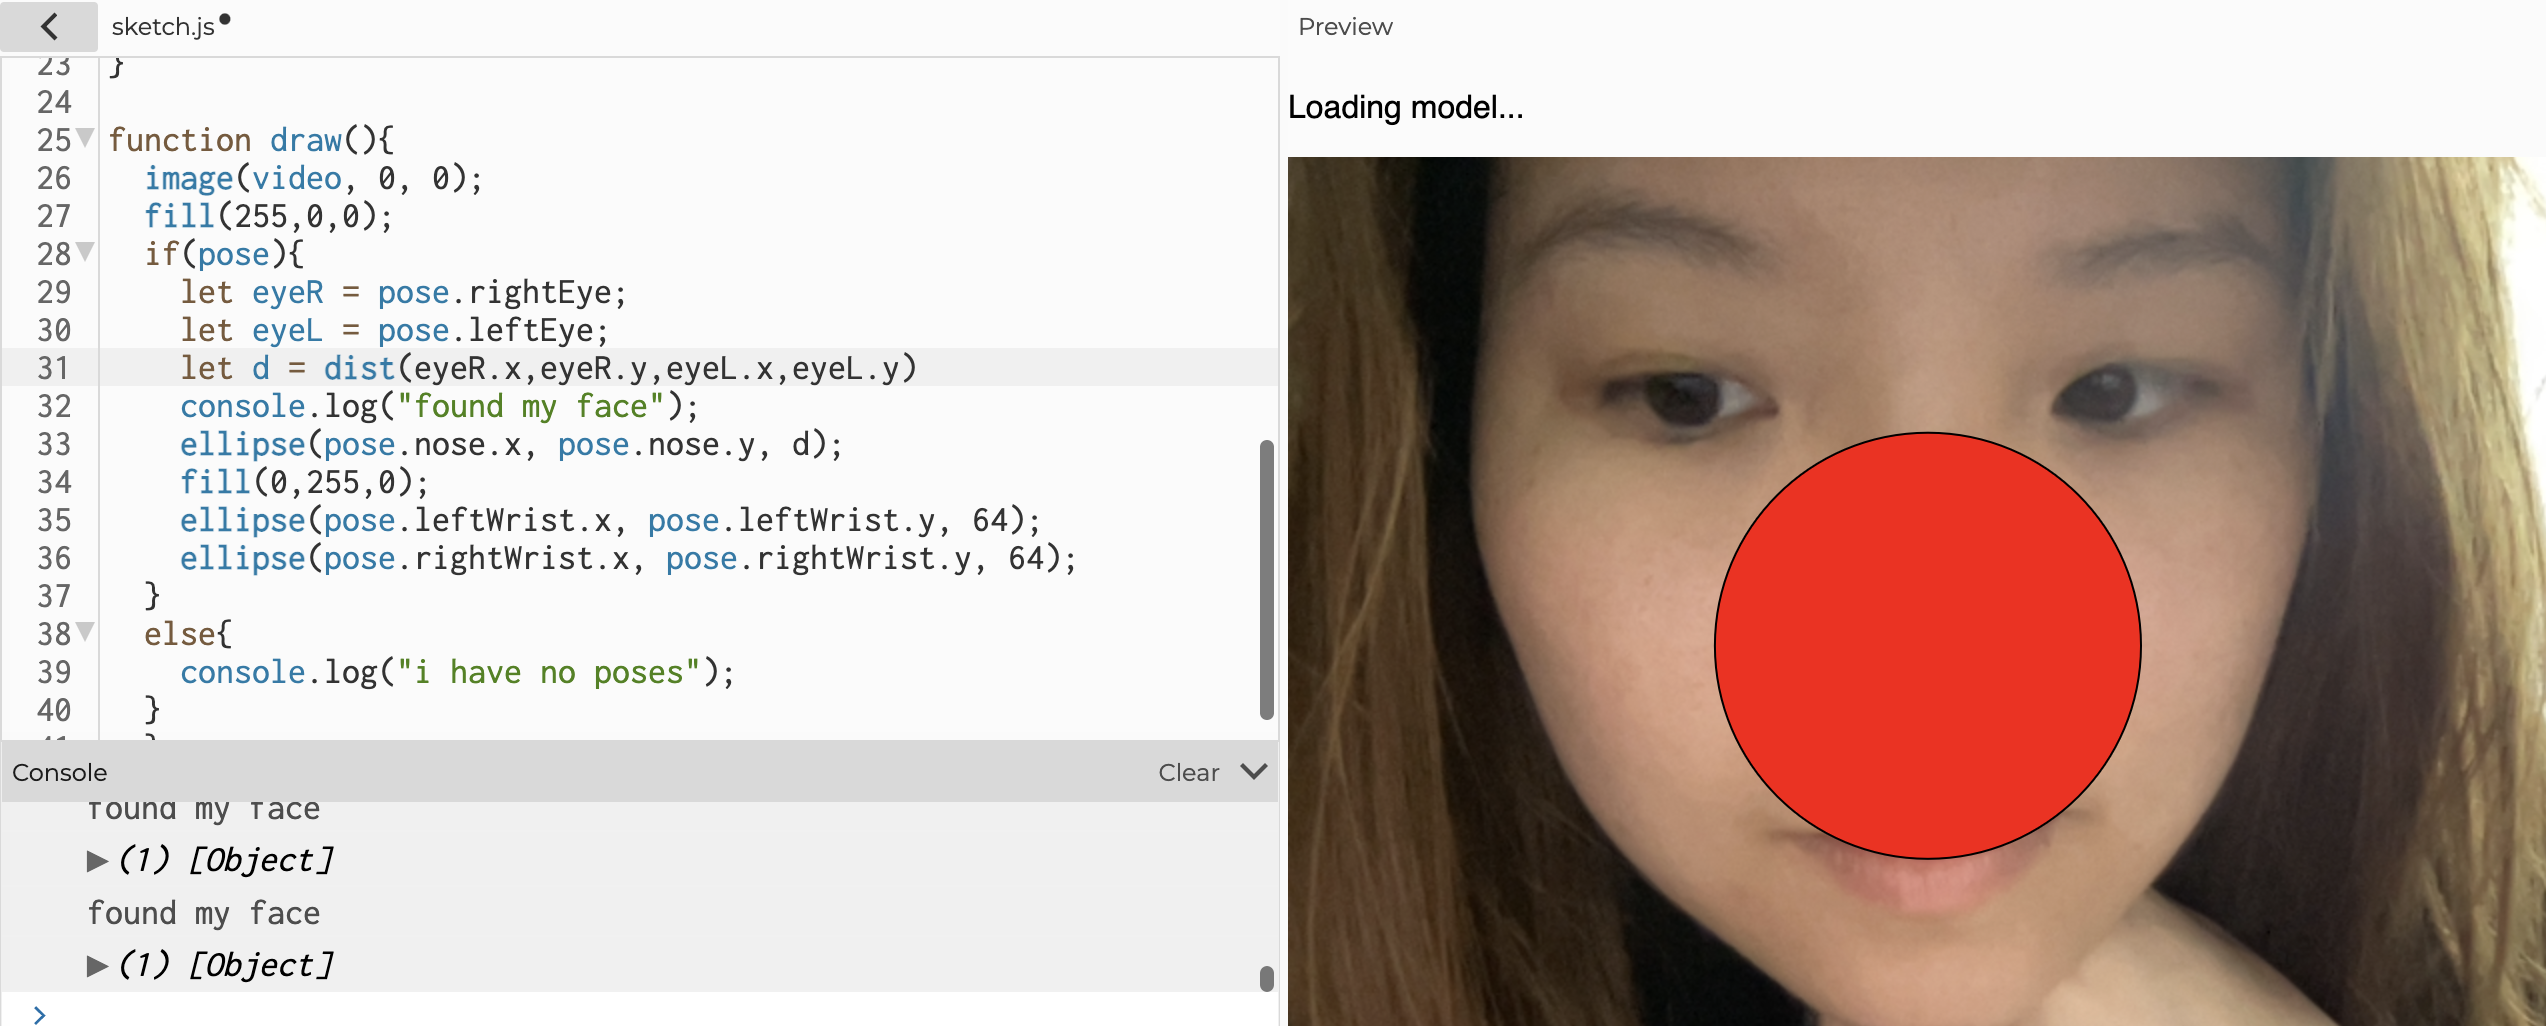 sketch.js
23 }
24
25 function draw(){
26 image(video, 0, 0);
27 fill(255,0,0);
28 if(pose){
29 let eyeR = pose.rightEye;
30 let eyeL = pose.leftEye;
31 let d = dist(eyeR.x,eyeR.y,eyeL.x,eyeL.y)
32 console.log("found my face");
33 ellipse(pose.nose.x, pose.nose.y, d);
34 fill(0,255,0);
35 ellipse(pose.leftWrist.x, pose.leftWrist.y, 64);
36 ellipse(pose.rightWrist.x, pose.rightWrist.y, 64);
37 }
38 else{
39 console.log("i have no poses");
40 }
41 }
Console
Clear
found my face
(1) [Object]
found my face
(1) [Object]
>
Preview
Loading model...